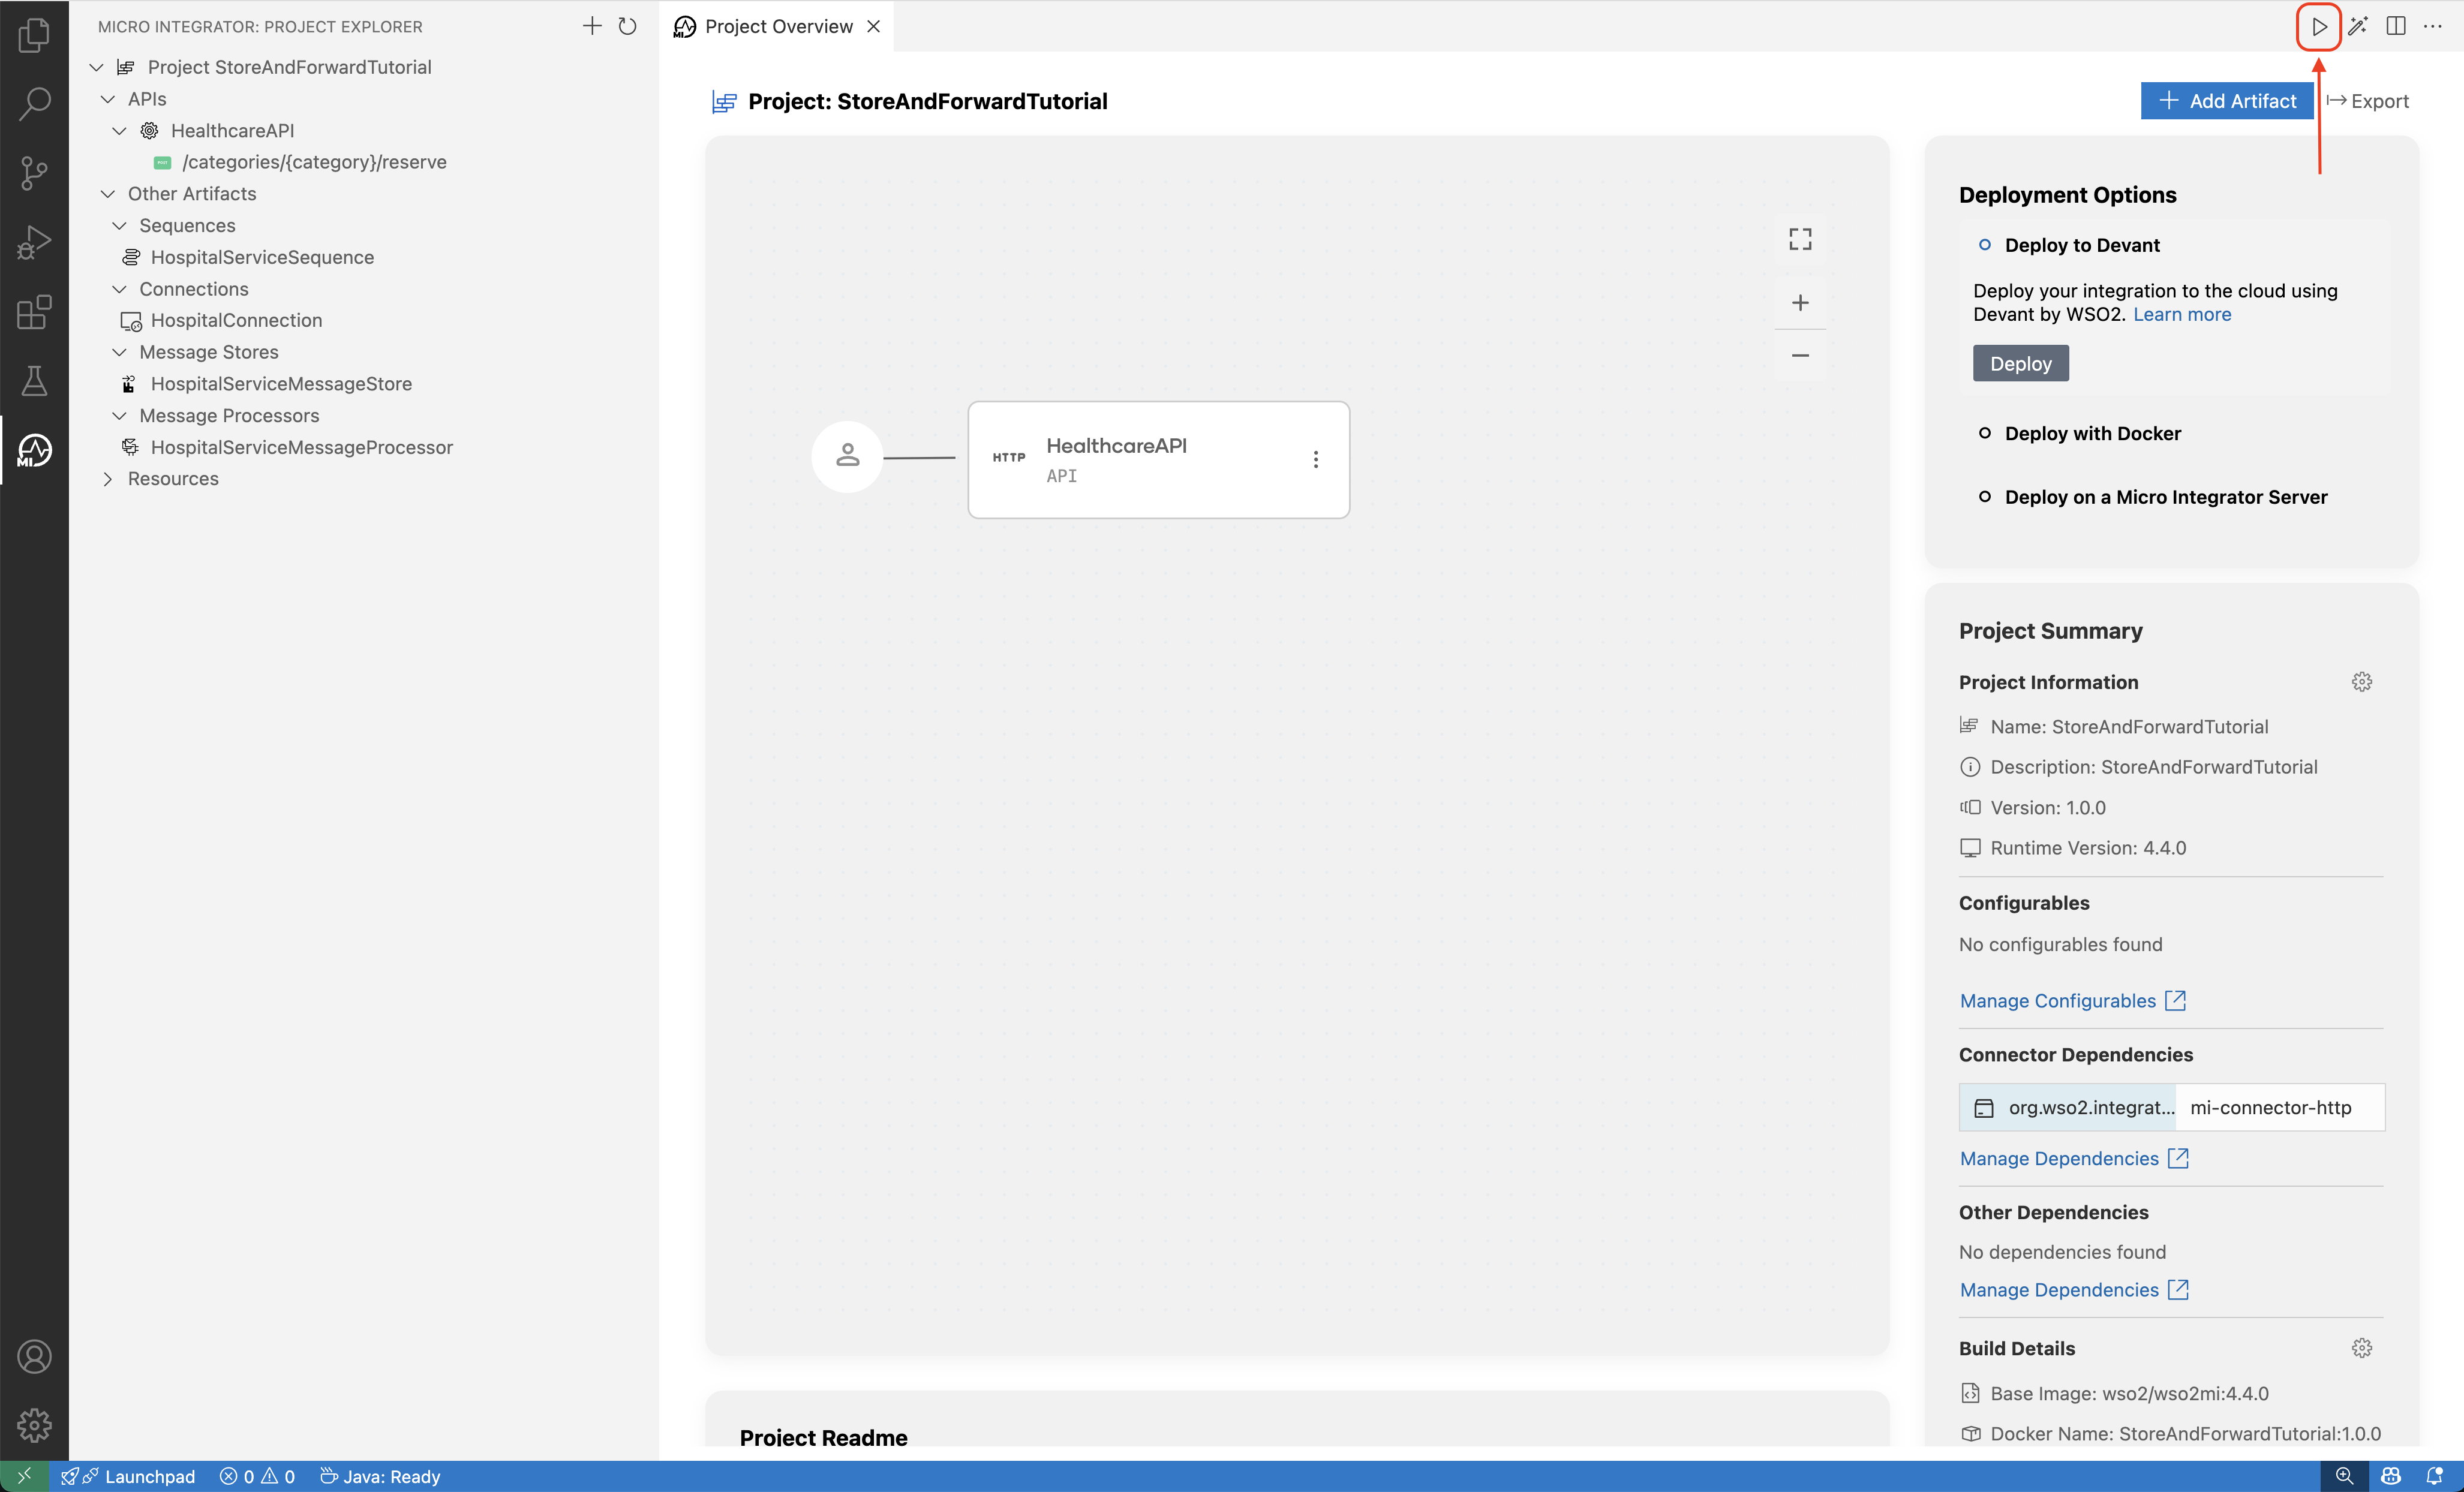 MICRO INTEGRATOR: PROJECT EXPLORER
Project StoreAndForwardTutorial
APIs
HealthcareAPI
/categories/{category}/reserve
Other Artifacts
Sequences
HospitalServiceSequence
Connections
HospitalConnection
Message Stores
HospitalServiceMessageStore
Message Processors
HospitalServiceMessageProcessor
Resources
MI
Project Overview
Project: StoreAndForwardTutorial
Add Artifact
Export
HTTP
HealthcareAPI
API
Deployment Options
Deploy to Devant
Deploy your integration to the cloud using
Devant by WSO2. Learn more
Deploy
Deploy with Docker
Deploy on a Micro Integrator Server
Project Summary
Project Information
Name: StoreAndForwardTutorial
Description: StoreAndForwardTutorial
Version: 1.0.0
Runtime Version: 4.4.0
Configurables
No configurables found
Manage Configurables
Connector Dependencies
org.wso2.integrat... mi-connector-http
Manage Dependencies
Other Dependencies
No dependencies found
Manage Dependencies
Build Details
Base Image: wso2/wso2mi:4.4.0
Docker Name: StoreAndForwardTutorial:1.0.0
Project Readme
Launchpad 0 0 Java: Ready